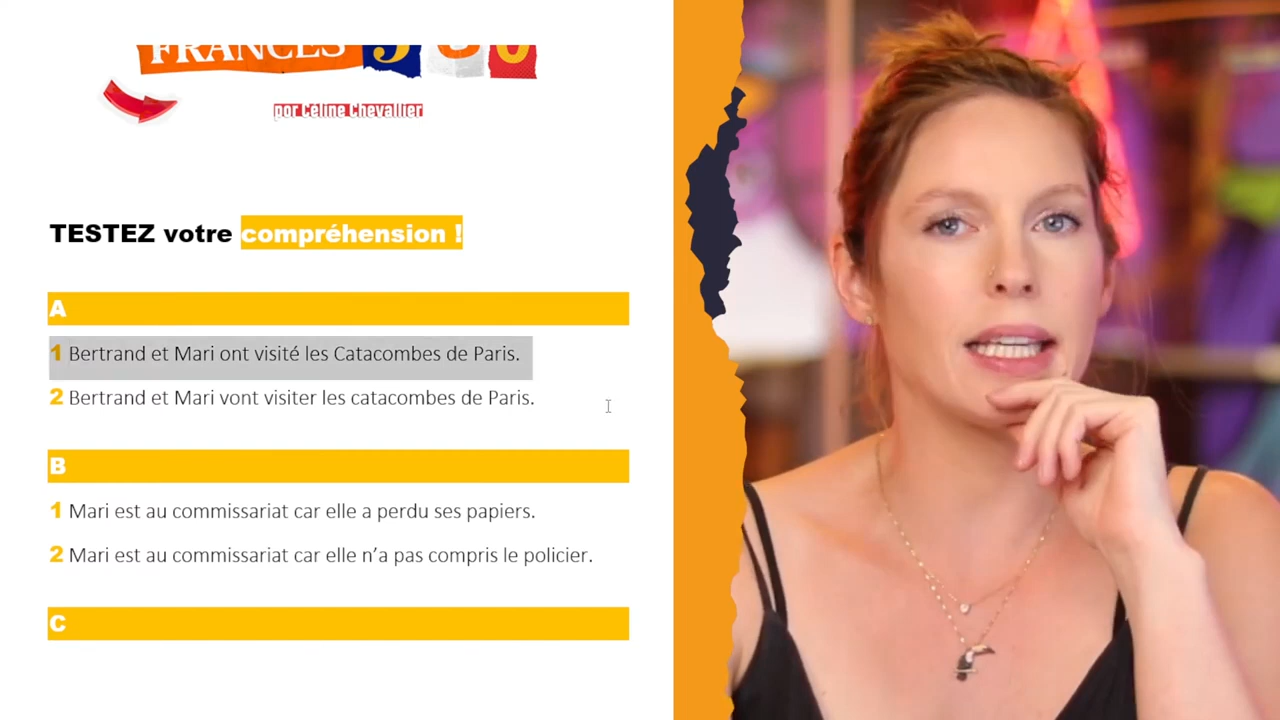 FRANCÊS 360
por Céline Chevallier
TESTEZ votre compréhension !
A
1 Bertrand et Mari ont visité les Catacombes de Paris.
2 Bertrand et Mari vont visiter les catacombes de Paris.
B
1 Mari est au commissariat car elle a perdu ses papiers.
2 Mari est au commissariat car elle n’a pas compris le policier.
C